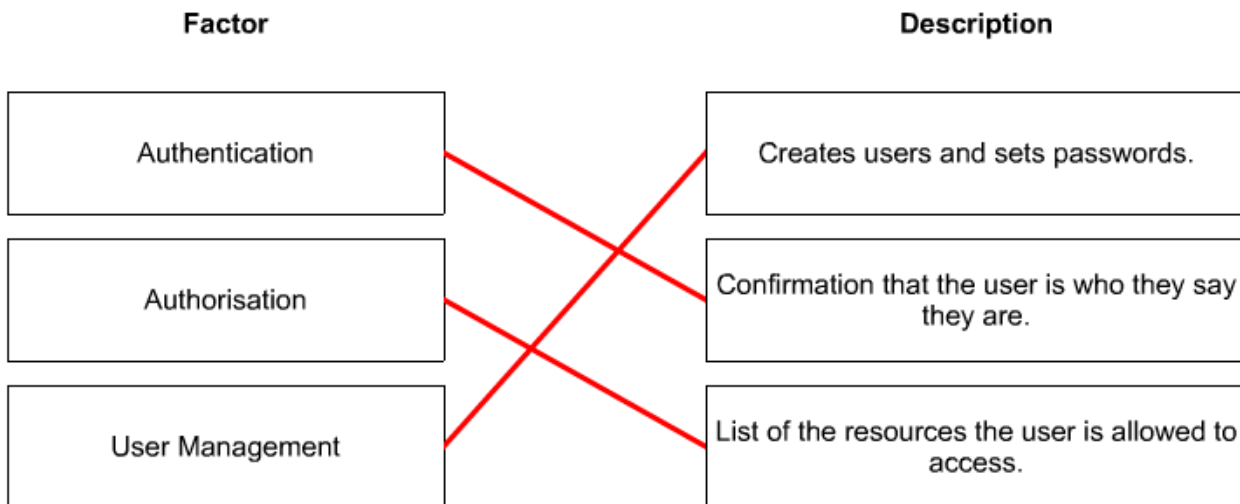 Factor
Description
Authentication
Creates users and sets passwords.
Authorisation
Confirmation that the user is who they say
they are.
User Management
List of the resources the user is allowed to
access.